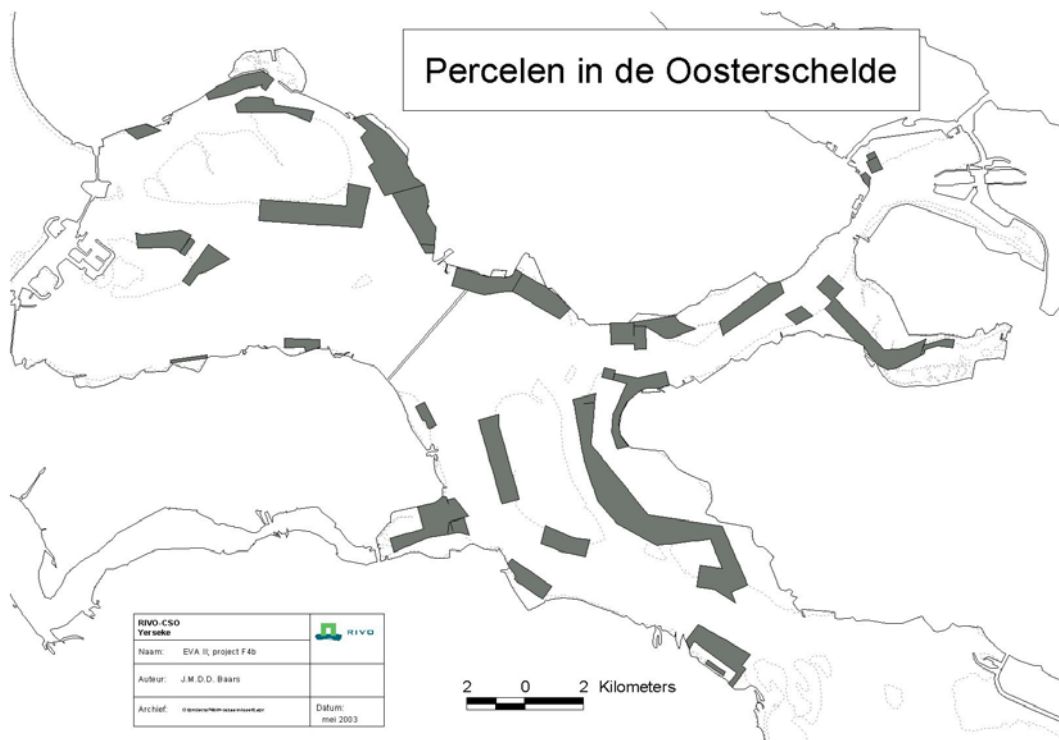 Percelen in de Oosterschelde
RIVO-CSO
Yerseke
RIVO
Naam: EVA II; project F4b
Auteur: J.M.D.D. Baars
Archief:
Datum:
mei 2003
2 0 2 Kilometers